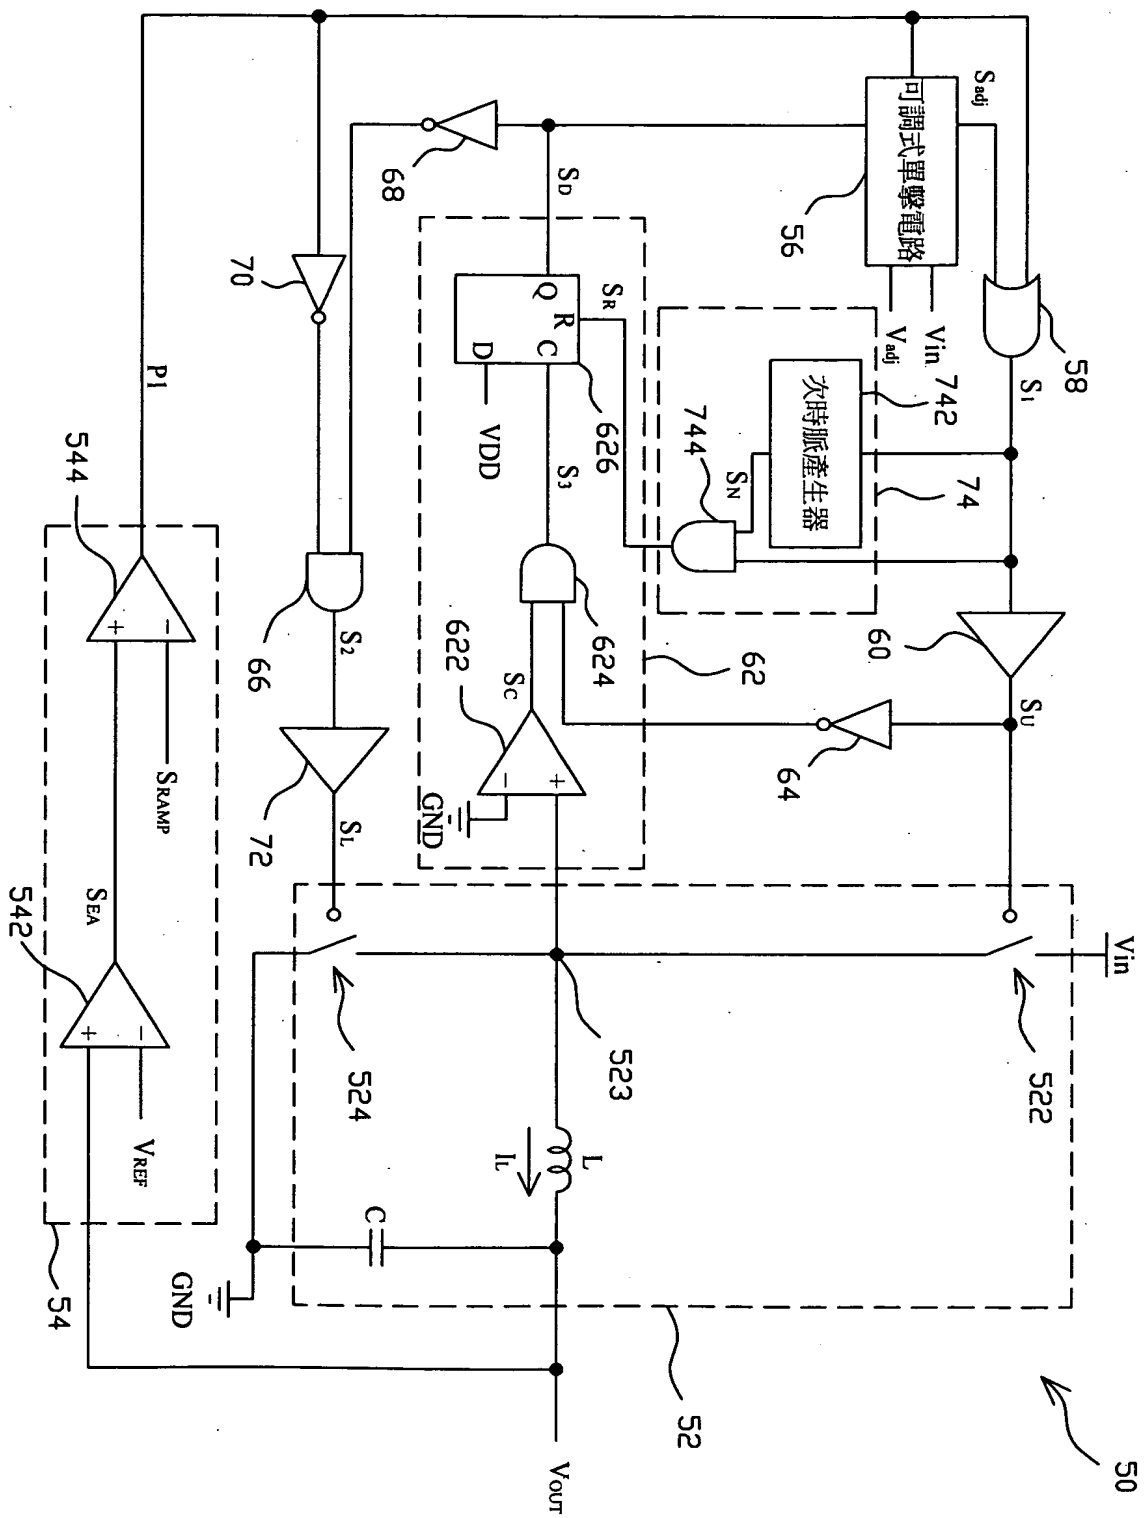 50
Vin
522
52
523
524
L
IL
C
GND
VOUT
Sadj
可調式單擊電路
56
Vin
Vadj
58
S1
742
次時脈產生器
74
744
SN
SR
60
SU
64
62
68
SD
Q
R
C
D
VDD
626
S3
624
622
SC
+
−
GND
70
66
S2
72
SL
P1
544
+
−
SRAMP
SEA
542
+
−
VREF
54